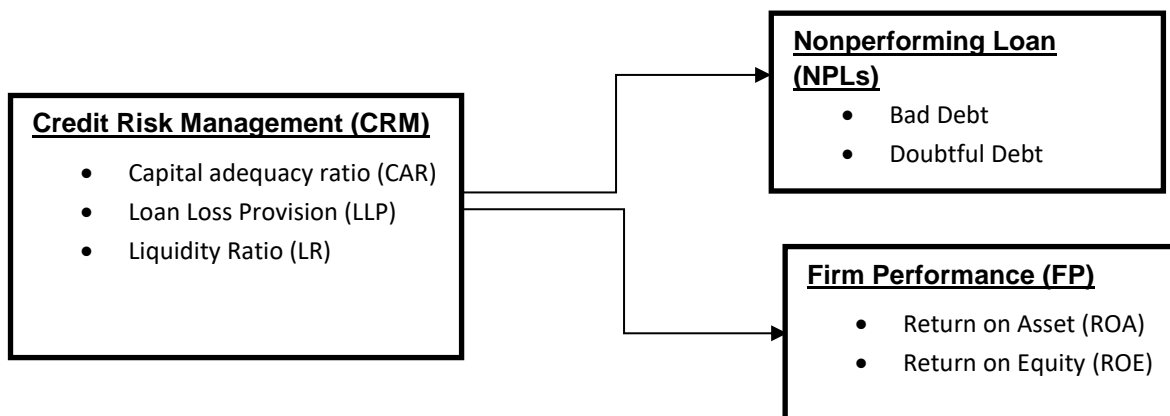 Credit Risk Management (CRM)
• Capital adequacy ratio (CAR)
• Loan Loss Provision (LLP)
• Liquidity Ratio (LR)
Nonperforming Loan
(NPLs)
• Bad Debt
• Doubtful Debt
Firm Performance (FP)
• Return on Asset (ROA)
• Return on Equity (ROE)